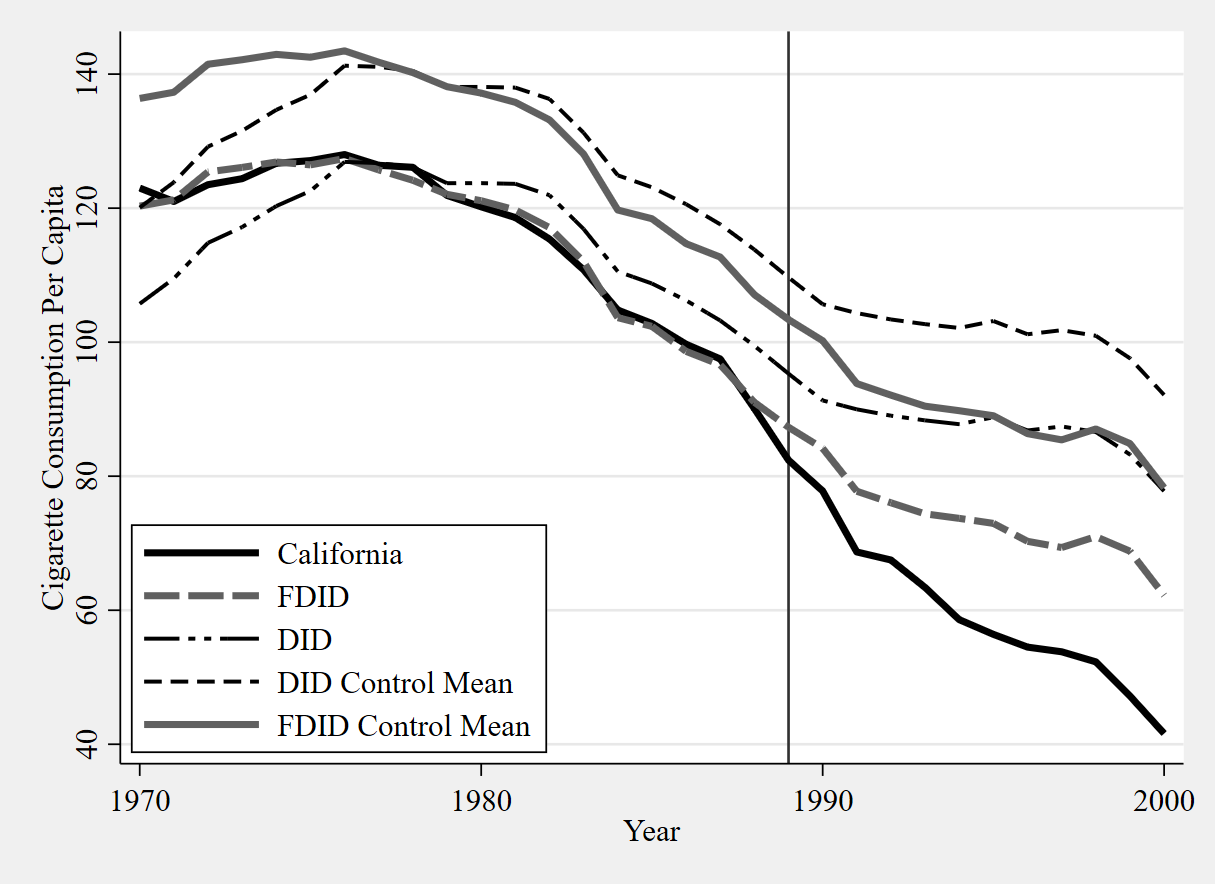 Cigarette Consumption Per Capita
140
120
100
80
60
40
California
FDID
DID
DID Control Mean
FDID Control Mean
1970 1980 1990 2000
Year